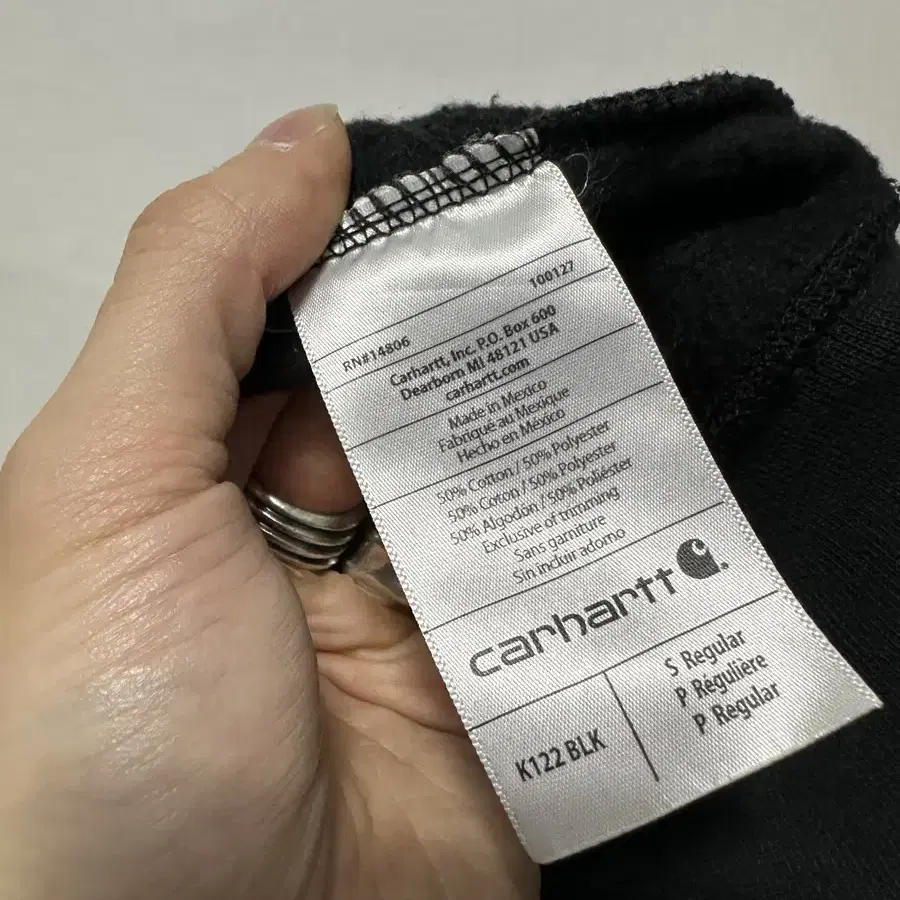 RN#14806 100127
Carhartt, Inc. P.O. Box 600
Dearborn MI 48121 USA
carhartt.com
Made in Mexico
Fabriqué au Mexique
Hecho en México
50% Cotton / 50% Polyester
50% Coton / 50% Polyester
50% Algodón / 50% Poliéster
Exclusive of trimming
Sans garniture
Sin incluir adorno
carhartt
K122 BLK
S Regular
P Régulière
P Regular